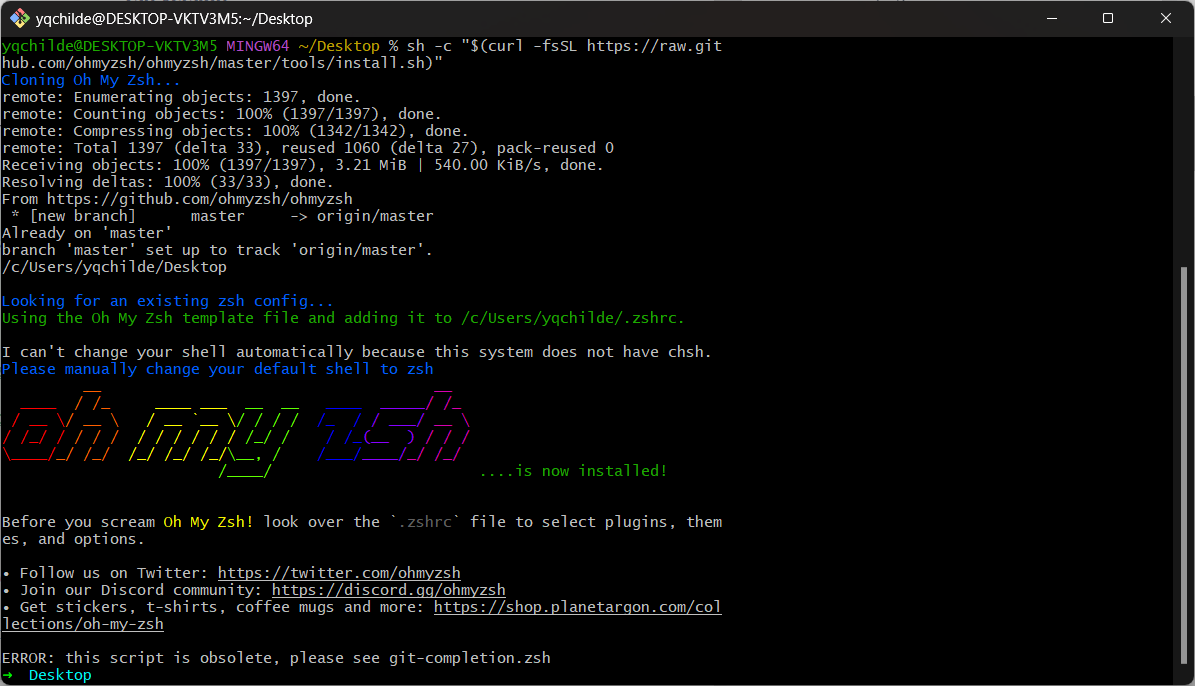 yqchilde@DESKTOP-VKTV3M5:~/Desktop
yqchilde@DESKTOP-VKTV3M5 MINGW64 ~/Desktop % sh -c "$(curl -fsSL https://raw.git
hub.com/ohmyzsh/ohmyzsh/master/tools/install.sh)"
Cloning Oh My Zsh...
remote: Enumerating objects: 1397, done.
remote: Counting objects: 100% (1397/1397), done.
remote: Compressing objects: 100% (1342/1342), done.
remote: Total 1397 (delta 33), reused 1060 (delta 27), pack-reused 0
Receiving objects: 100% (1397/1397), 3.21 MiB | 540.00 KiB/s, done.
Resolving deltas: 100% (33/33), done.
From https://github.com/ohmyzsh/ohmyzsh
 * [new branch]      master     -> origin/master
Already on 'master'
branch 'master' set up to track 'origin/master'.
/c/Users/yqchilde/Desktop
Looking for an existing zsh config...
Using the Oh My Zsh template file and adding it to /c/Users/yqchilde/.zshrc.
I can't change your shell automatically because this system does not have chsh.
Please manually change your default shell to zsh
oh my zsh
....is now installed!
Before you scream Oh My Zsh! look over the `.zshrc` file to select plugins, them
es, and options.
• Follow us on Twitter: https://twitter.com/ohmyzsh
• Join our Discord community: https://discord.gg/ohmyzsh
• Get stickers, t-shirts, coffee mugs and more: https://shop.planetargon.com/col
lections/oh-my-zsh
ERROR: this script is obsolete, please see git-completion.zsh
➜  Desktop